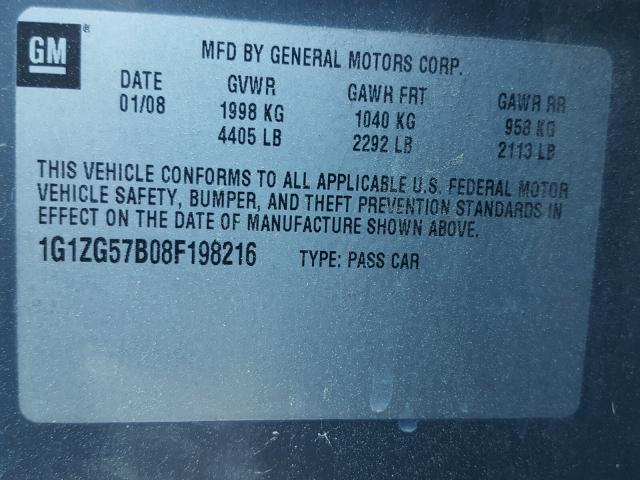 GM ®
MFD BY GENERAL MOTORS CORP.
DATE GVWR GAWR FRT GAWR RR
01/08 1998 KG 1040 KG 958 KG
4405 LB 2292 LB 2113 LB
THIS VEHICLE CONFORMS TO ALL APPLICABLE U.S. FEDERAL MOTOR
VEHICLE SAFETY, BUMPER, AND THEFT PREVENTION STANDARDS IN
EFFECT ON THE DATE OF MANUFACTURE SHOWN ABOVE.
1G1ZG57B08F198216 TYPE: PASS CAR